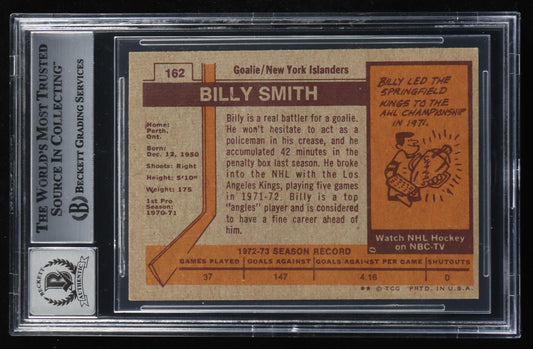 THE WORLD'S MOST TRUSTED
SOURCE IN COLLECTING™
BECKETT GRADING SERVICES
BECKETT
AUTHENTIC
162
Goalie/New York Islanders
BILLY SMITH
Home:
Perth,
Ont.
Born:
Dec. 12, 1950
Shoots: Right
Height: 5'10"
Weight: 175
1st Pro
Season:
1970-71
Billy is a real battler for a goalie.
He won't hesitate to act as a
policeman in his crease, and he
accumulated 42 minutes in the
penalty box last season. He broke
into the NHL with the Los
Angeles Kings, playing five games
in 1971-72. Billy is a top
"angles" player and is considered
to have a fine career ahead of
him.
BILLY LED THE
SPRINGFIELD
KINGS TO THE
AHL CHAMPIONSHIP
IN 1971.
Watch NHL Hockey
on NBC-TV
1972-73 SEASON RECORD
GAMES PLAYED GOALS AGAINST GOALS AGAINST PER GAME SHUTOUTS
37 147 4.16 0
** © TCG PRTD. IN U.S.A.